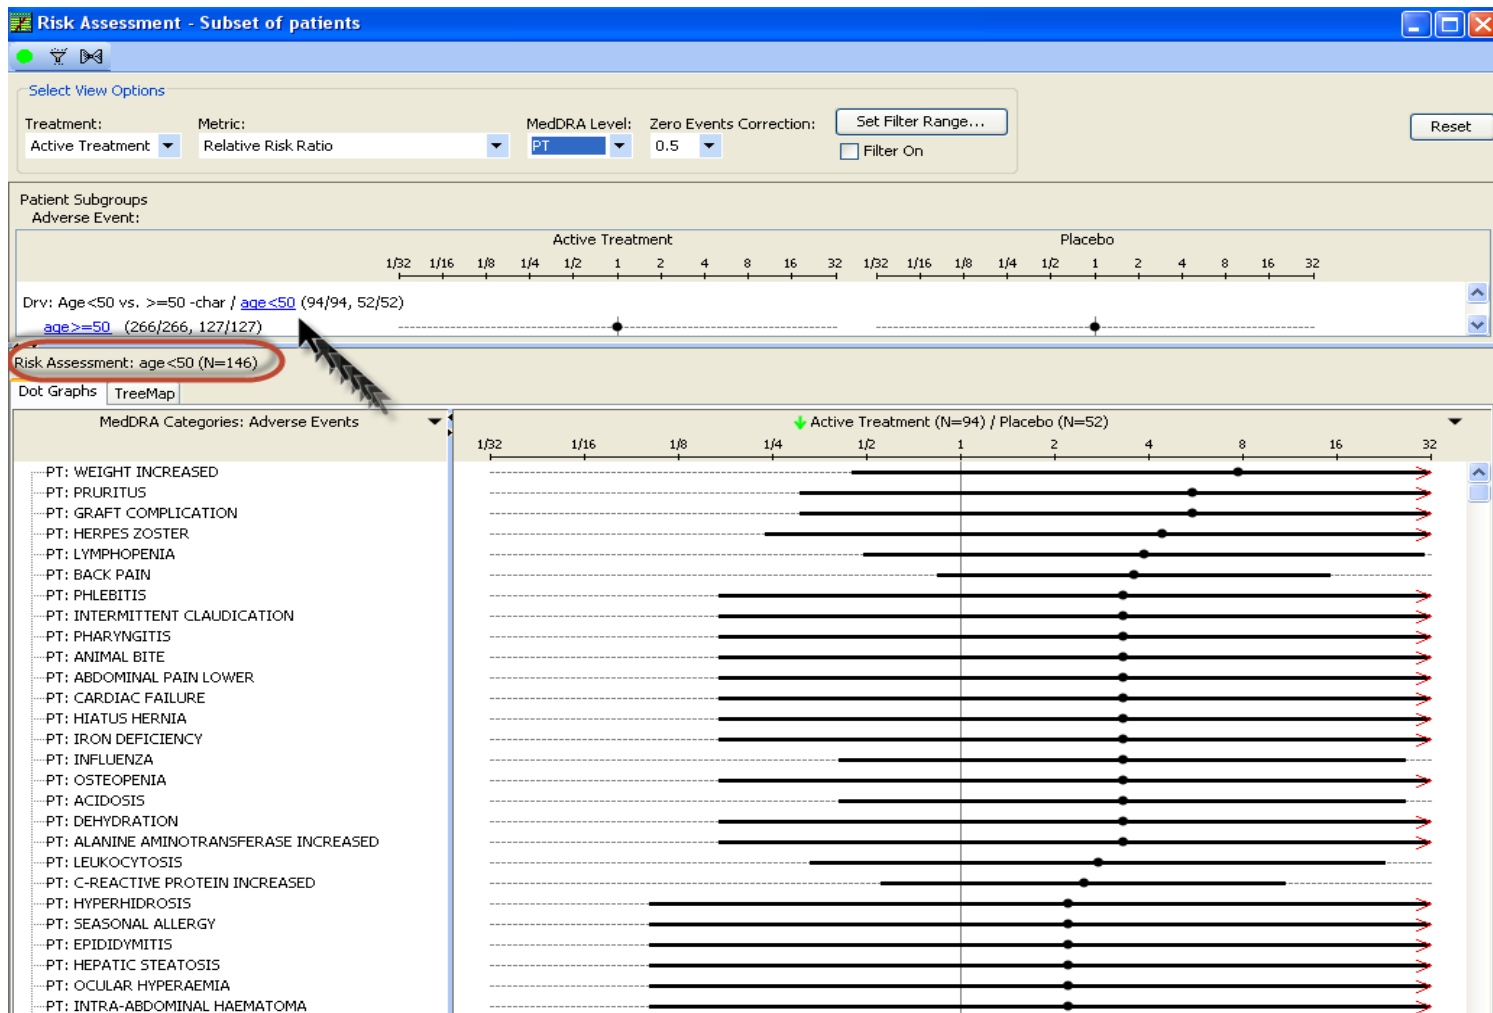 Risk Assessment - Subset of patients
Select View Options
Treatment: Metric: MedDRA Level: Zero Events Correction: Set Filter Range...
Active Treatment Relative Risk Ratio PT 0.5 Filter On Reset
Patient Subgroups
Adverse Event:
Active Treatment Placebo
1/32 1/16 1/8 1/4 1/2 1 2 4 8 16 32 1/32 1/16 1/8 1/4 1/2 1 2 4 8 16 32
Drv: Age<50 vs. >=50 -char / age<50 (94/94, 52/52)
age>=50 (266/266, 127/127)
Risk Assessment: age<50 (N=146)
Dot Graphs TreeMap
MedDRA Categories: Adverse Events Active Treatment (N=94) / Placebo (N=52)
1/32 1/16 1/8 1/4 1/2 1 2 4 8 16 32
PT: WEIGHT INCREASED
PT: PRURITUS
PT: GRAFT COMPLICATION
PT: HERPES ZOSTER
PT: LYMPHOPENIA
PT: BACK PAIN
PT: PHLEBITIS
PT: INTERMITTENT CLAUDICATION
PT: PHARYNGITIS
PT: ANIMAL BITE
PT: ABDOMINAL PAIN LOWER
PT: CARDIAC FAILURE
PT: HIATUS HERNIA
PT: IRON DEFICIENCY
PT: INFLUENZA
PT: OSTEOPENIA
PT: ACIDOSIS
PT: DEHYDRATION
PT: ALANINE AMINOTRANSFERASE INCREASED
PT: LEUKOCYTOSIS
PT: C-REACTIVE PROTEIN INCREASED
PT: HYPERHIDROSIS
PT: SEASONAL ALLERGY
PT: EPIDIDYMITIS
PT: HEPATIC STEATOSIS
PT: OCULAR HYPERAEMIA
PT: INTRA-ABDOMINAL HAEMATOMA